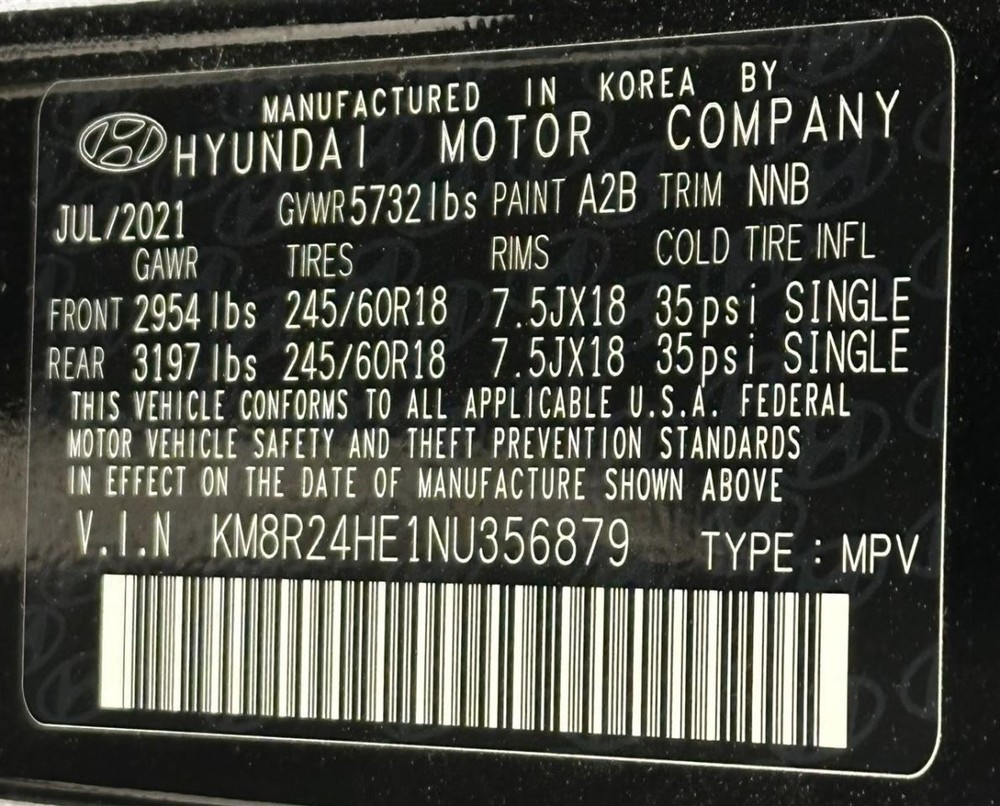 MANUFACTURED IN KOREA BY
HYUNDAI MOTOR COMPANY
JUL/2021 GVWR 5732lbs PAINT A2B TRIM NNB
GAWR TIRES RIMS COLD TIRE INFL
FRONT 2954 lbs 245/60R18 7.5JX18 35psi SINGLE
REAR 3197 lbs 245/60R18 7.5JX18 35psi SINGLE
THIS VEHICLE CONFORMS TO ALL APPLICABLE U.S.A. FEDERAL
MOTOR VEHICLE SAFETY AND THEFT PREVENTION STANDARDS
IN EFFECT ON THE DATE OF MANUFACTURE SHOWN ABOVE
V.I.N KM8R24HE1NU356879 TYPE : MPV